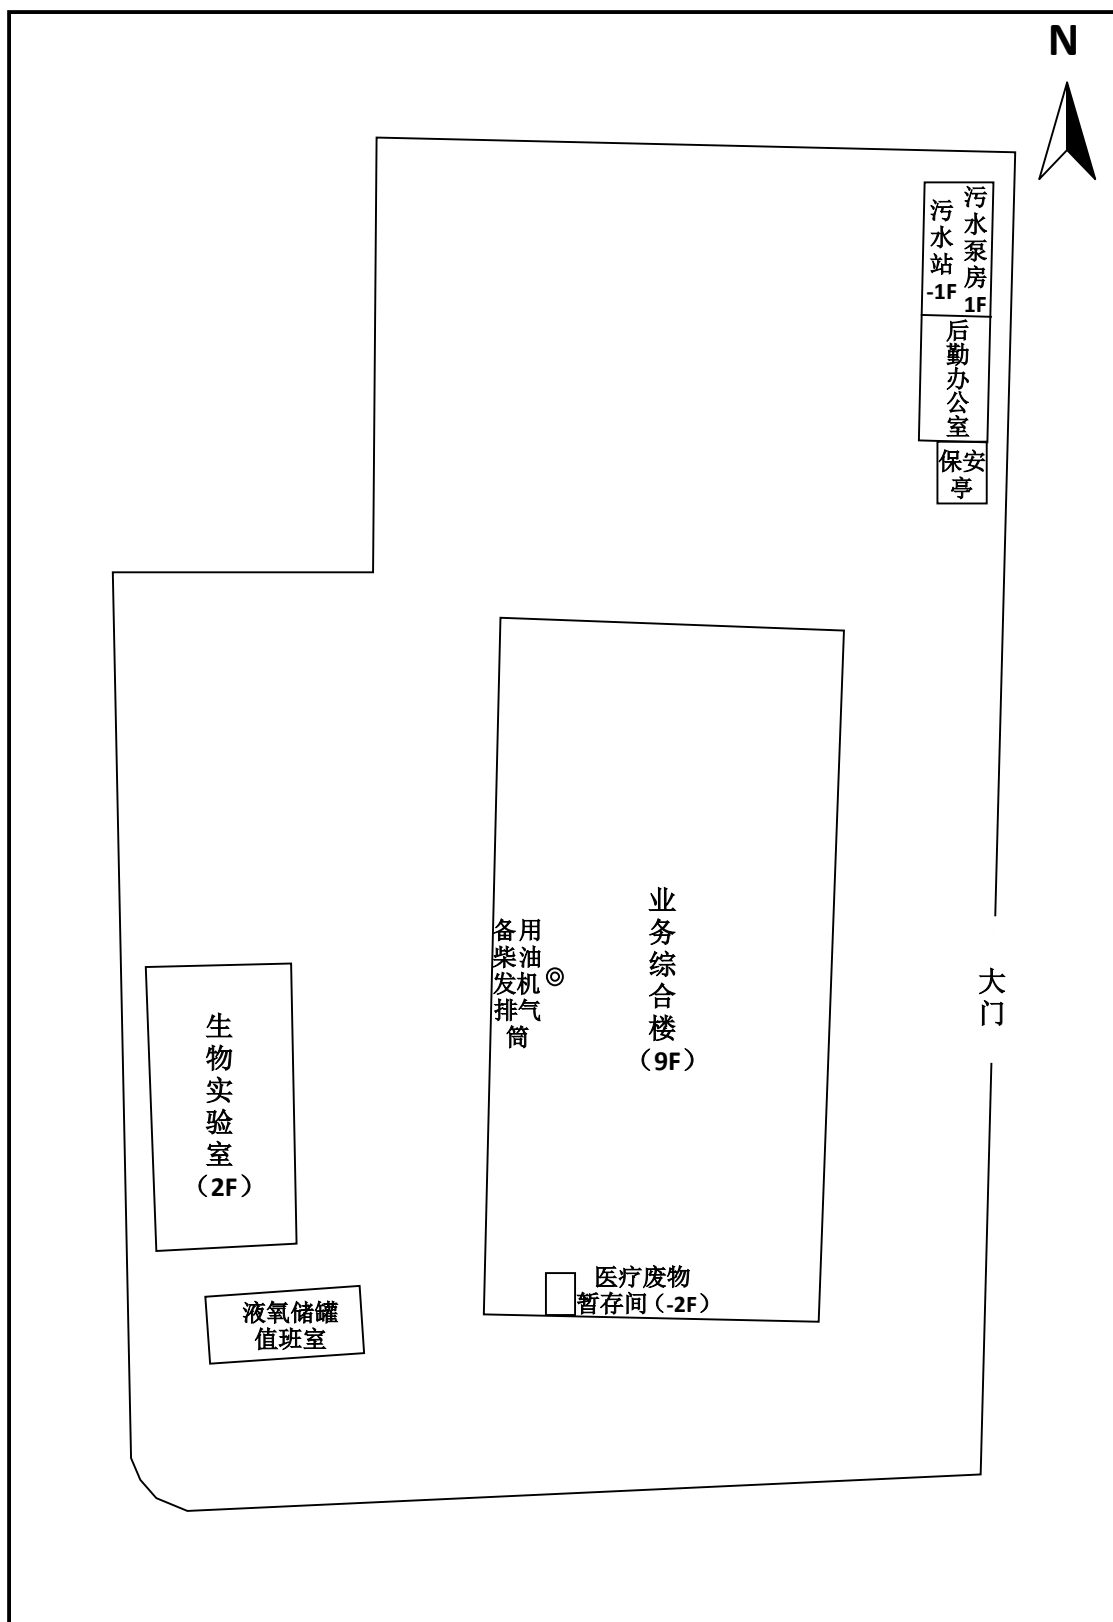 N
污水站
-1F
污水泵房
1F
后勤办公室
保安
亭
业务综合楼
（9F）
备用
柴油
发机
排气
筒
大门
生物实验室
（2F）
医疗废物
暂存间（-2F）
液氧储罐
值班室